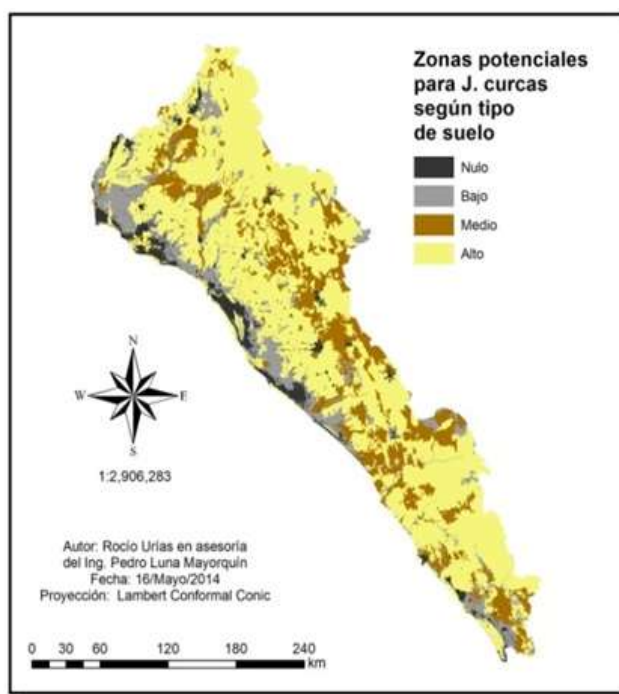 Zonas potenciales
para J. curcas
según tipo
de suelo
Nulo
Bajo
Medio
Alto
N
W
E
S
1:2,906,283
Autor: Rocío Urías en asesoría
del Ing. Pedro Luna Mayorquín
Fecha: 16/Mayo/2014
Proyección: Lambert Conformal Conic
0 30 60 120 180 240
km